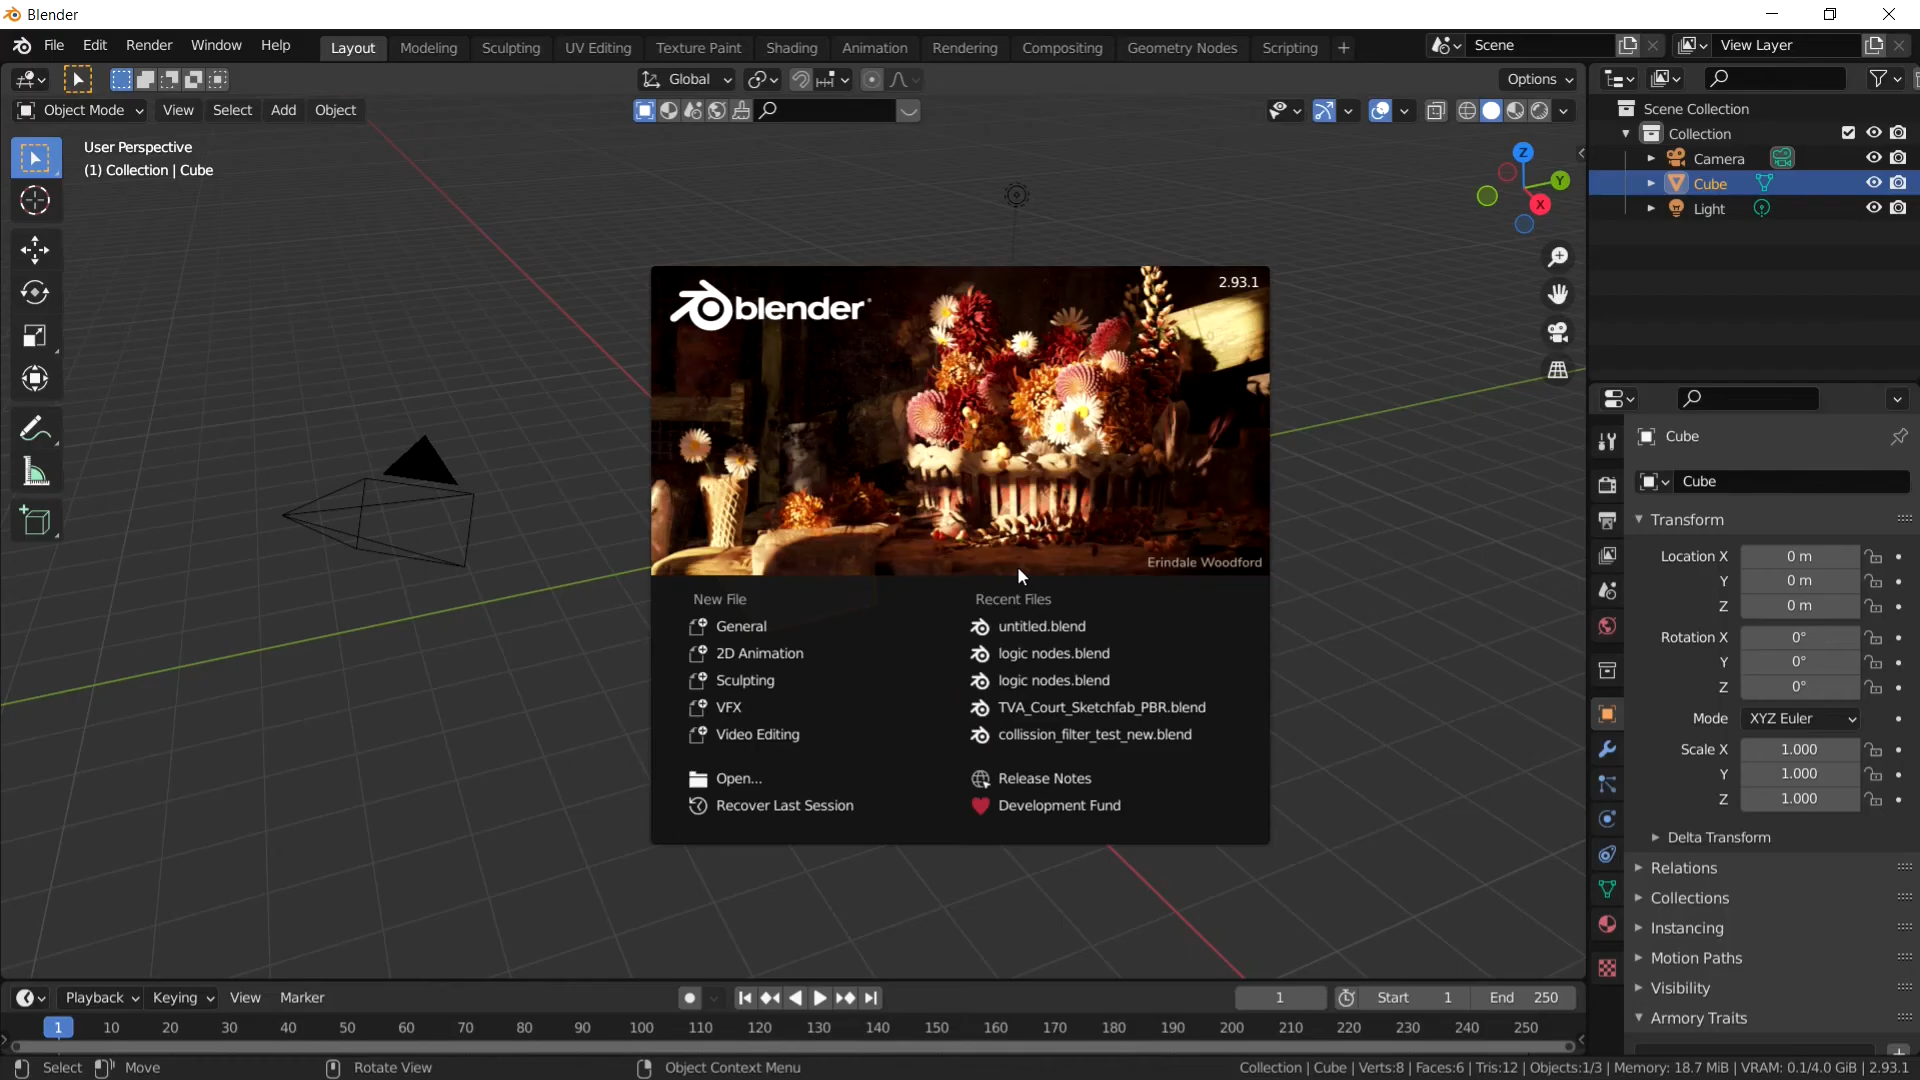 Blender
File Edit Render Window Help Layout Modeling Sculpting UV Editing Texture Paint Shading Animation Rendering Compositing Geometry Nodes Scripting + Scene View Layer
Global Options
Object Mode View Select Add Object
User Perspective
(1) Collection | Cube
Z
Y
X
Scene Collection
Collection
Camera
Cube
Light
blender
2.93.1
Erindale Woodford
New File
General
2D Animation
Sculpting
VFX
Video Editing
Open...
Recover Last Session
Recent Files
untitled.blend
logic nodes.blend
logic nodes.blend
TVA_Court_Sketchfab_PBR.blend
collission_filter_test_new.blend
Release Notes
Development Fund
Cube
Cube
Transform
Location X 0 m
Y 0 m
Z 0 m
Rotation X 0°
Y 0°
Z 0°
Mode XYZ Euler
Scale X 1.000
Y 1.000
Z 1.000
Delta Transform
Relations
Collections
Instancing
Motion Paths
Visibility
Armory Traits
Playback Keying View Marker 1 Start 1 End 250
1 10 20 30 40 50 60 70 80 90 100 110 120 130 140 150 160 170 180 190 200 210 220 230 240 250
Select Move Rotate View Object Context Menu Collection | Cube | Verts:8 | Faces:6 | Tris:12 | Objects:1/3 | Memory: 18.7 MiB | VRAM: 0.1/4.0 GiB | 2.93.1